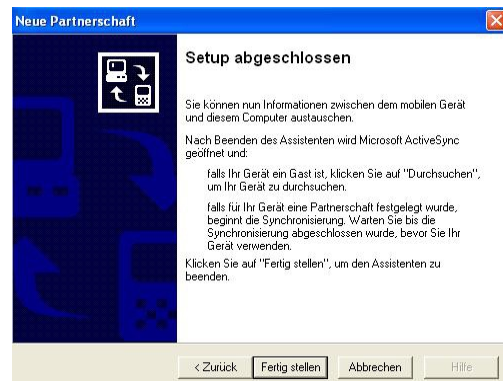 Neue Partnerschaft
Setup abgeschlossen
Sie können nun Informationen zwischen dem mobilen Gerät
und diesem Computer austauschen.
Nach Beenden des Assistenten wird Microsoft ActiveSync
geöffnet und:
falls Ihr Gerät ein Gast ist, klicken Sie auf "Durchsuchen",
um Ihr Gerät zu durchsuchen.
falls für Ihr Gerät eine Partnerschaft festgelegt wurde,
beginnt die Synchronisierung. Warten Sie bis die
Synchronisierung abgeschlossen wurde, bevor Sie Ihr
Gerät verwenden.
Klicken Sie auf "Fertig stellen", um den Assistenten zu
beenden.
< Zurück Fertig stellen Abbrechen Hilfe